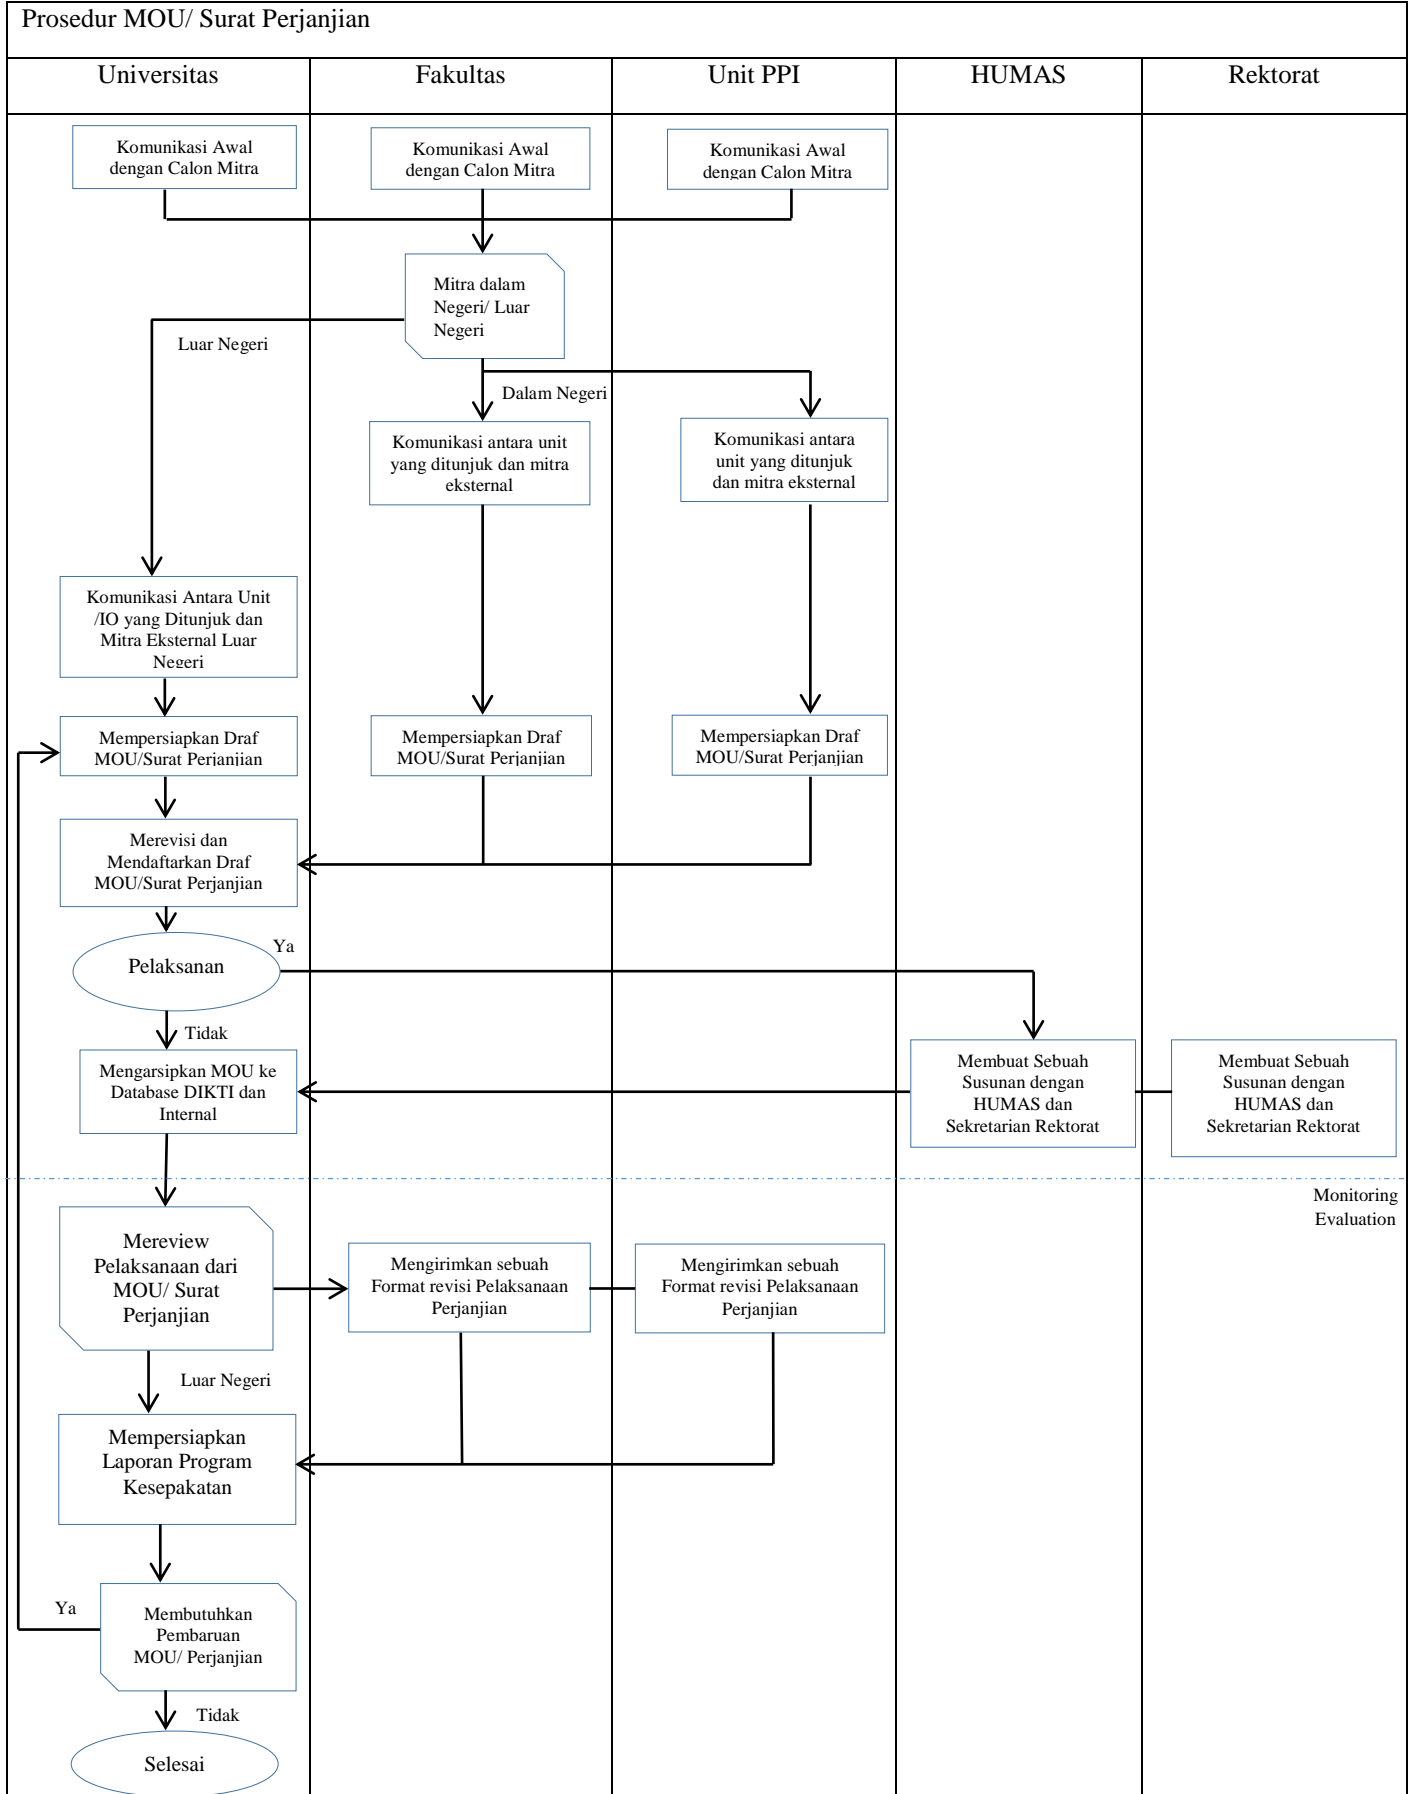 Prosedur MOU/ Surat Perjanjian
Universitas
Fakultas
Unit PPI
HUMAS
Rektorat
Komunikasi Awal
dengan Calon Mitra
Komunikasi Awal
dengan Calon Mitra
Komunikasi Awal
dengan Calon Mitra
Mitra dalam
Negeri/ Luar
Negeri
Luar Negeri
Dalam Negeri
Komunikasi antara unit
yang ditunjuk dan mitra
eksternal
Komunikasi antara
unit yang ditunjuk
dan mitra eksternal
Komunikasi Antara Unit
/IO yang Ditunjuk dan
Mitra Eksternal Luar
Negeri
Mempersiapkan Draf
MOU/Surat Perjanjian
Mempersiapkan Draf
MOU/Surat Perjanjian
Mempersiapkan Draf
MOU/Surat Perjanjian
Merevisi dan
Mendaftarkan Draf
MOU/Surat Perjanjian
Pelaksanan
Ya
Tidak
Mengarsipkan MOU ke
Database DIKTI dan
Internal
Membuat Sebuah
Susunan dengan
HUMAS dan
Sekretarian Rektorat
Membuat Sebuah
Susunan dengan
HUMAS dan
Sekretarian Rektorat
Monitoring
Evaluation
Mereview
Pelaksanaan dari
MOU/ Surat
Perjanjian
Mengirimkan sebuah
Format revisi Pelaksanaan
Perjanjian
Mengirimkan sebuah
Format revisi Pelaksanaan
Perjanjian
Luar Negeri
Mempersiapkan
Laporan Program
Kesepakatan
Ya
Membutuhkan
Pembaruan
MOU/ Perjanjian
Tidak
Selesai